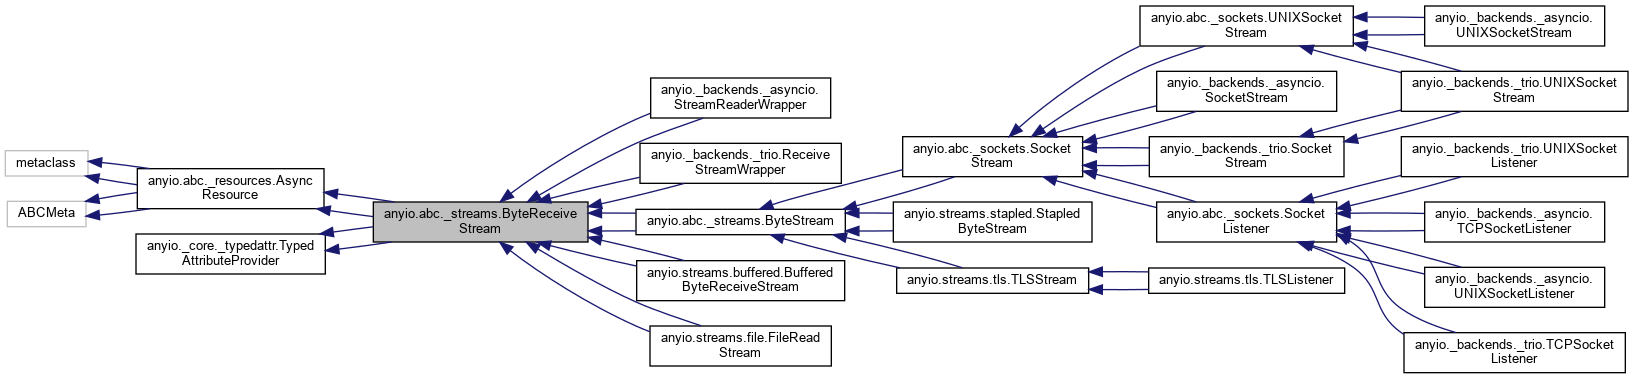 metaclass
ABCMeta
anyio.abc._resources.Async
Resource
anyio._core._typedattr.Typed
AttributeProvider
anyio.abc._streams.ByteReceive
Stream
anyio._backends._asyncio.
StreamReaderWrapper
anyio._backends._trio.Receive
StreamWrapper
anyio.abc._streams.ByteStream
anyio.streams.buffered.Buffered
ByteReceiveStream
anyio.streams.file.FileRead
Stream
anyio.abc._sockets.Socket
Stream
anyio.streams.stapled.Stapled
ByteStream
anyio.streams.tls.TLSStream
anyio.abc._sockets.UNIXSocket
Stream
anyio._backends._asyncio.
SocketStream
anyio._backends._trio.Socket
Stream
anyio.abc._sockets.Socket
Listener
anyio.streams.tls.TLSListener
anyio._backends._asyncio.
UNIXSocketStream
anyio._backends._trio.UNIXSocket
Stream
anyio._backends._trio.UNIXSocket
Listener
anyio._backends._asyncio.
TCPSocketListener
anyio._backends._asyncio.
UNIXSocketListener
anyio._backends._trio.TCPSocket
Listener